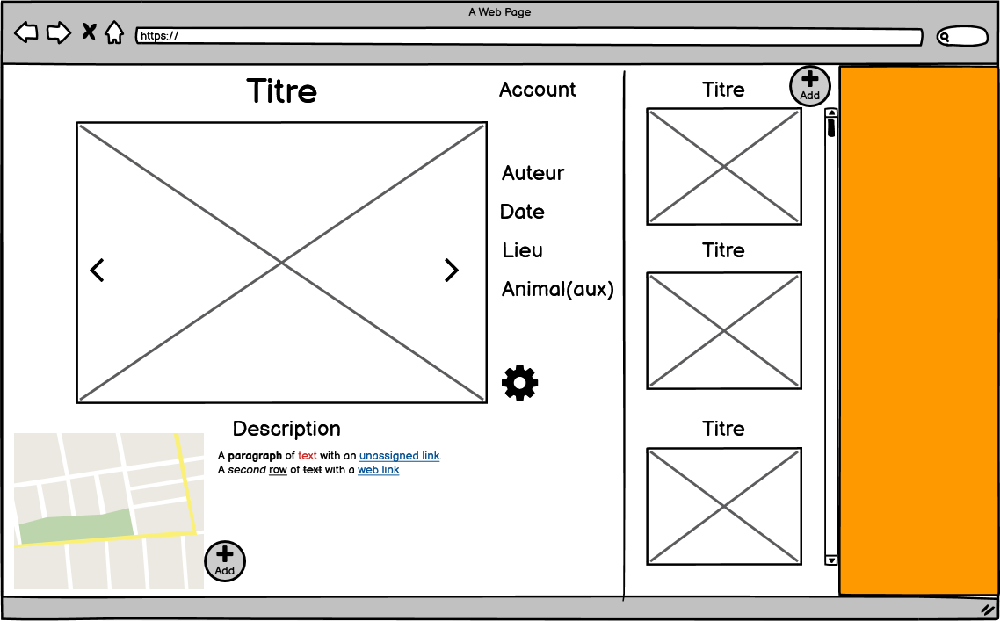 A Web Page
https://
Titre
Account
Auteur
Date
Lieu
Animal(aux)
Description
A paragraph of text with an unassigned link.
A second row of text with a web link
Add
Titre
Add
Titre
Titre